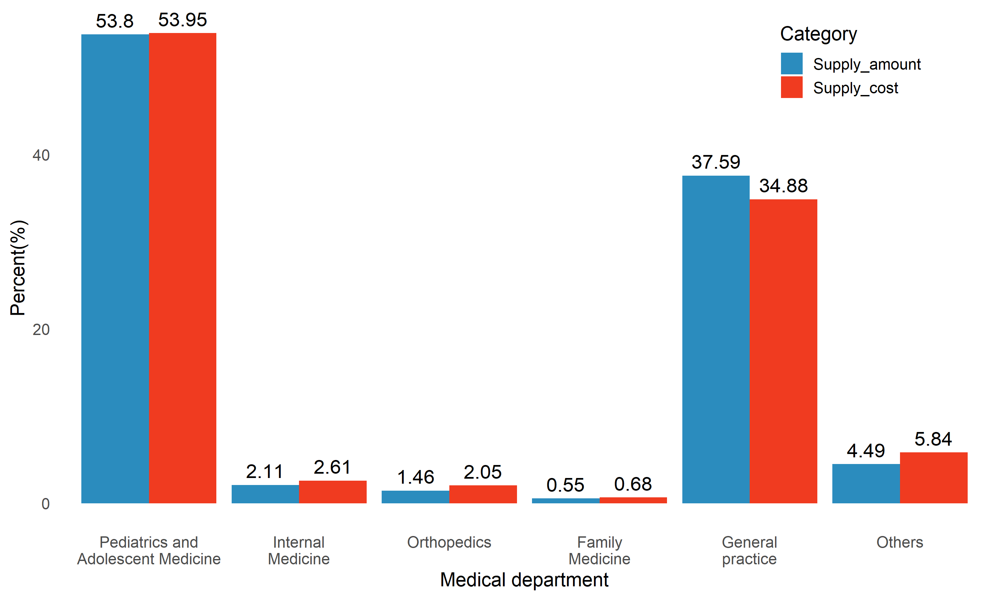 53.8
53.95
Category
Supply_amount
Supply_cost
40
37.59
34.88
Percent(%)
20
2.11
2.61
1.46
2.05
0.55
0.68
4.49
5.84
0
Pediatrics and
Adolescent Medicine
Internal
Medicine
Orthopedics
Family
Medicine
General
practice
Others
Medical department